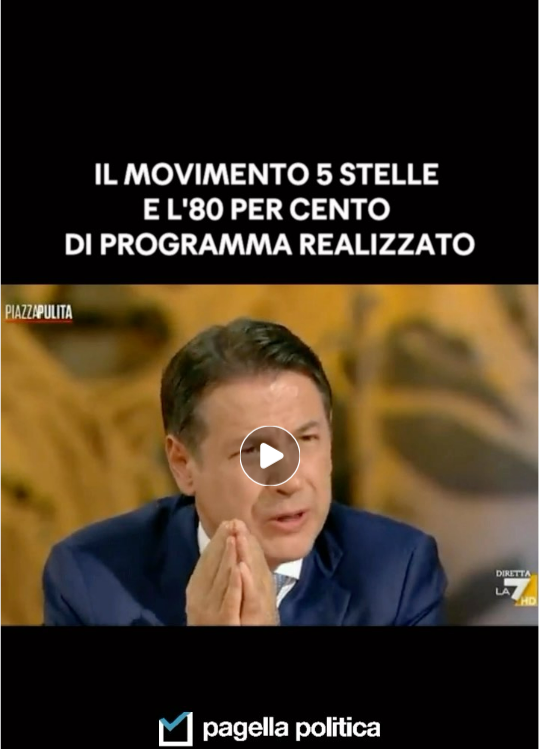 IL MOVIMENTO 5 STELLE
E L'80 PER CENTO
DI PROGRAMMA REALIZZATO
PIAZZAPULITA
DIRETTA
LA7
HD
pagella politica